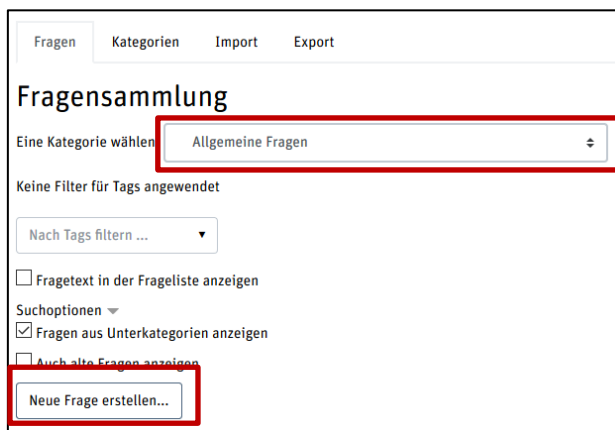 Fragen Kategorien Import Export
Fragensammlung
Eine Kategorie wählen Allgemeine Fragen
Keine Filter für Tags angewendet
Nach Tags filtern ...
Fragetext in der Frageliste anzeigen
Suchoptionen
Fragen aus Unterkategorien anzeigen
Auch alte Fragen anzeigen
Neue Frage erstellen...